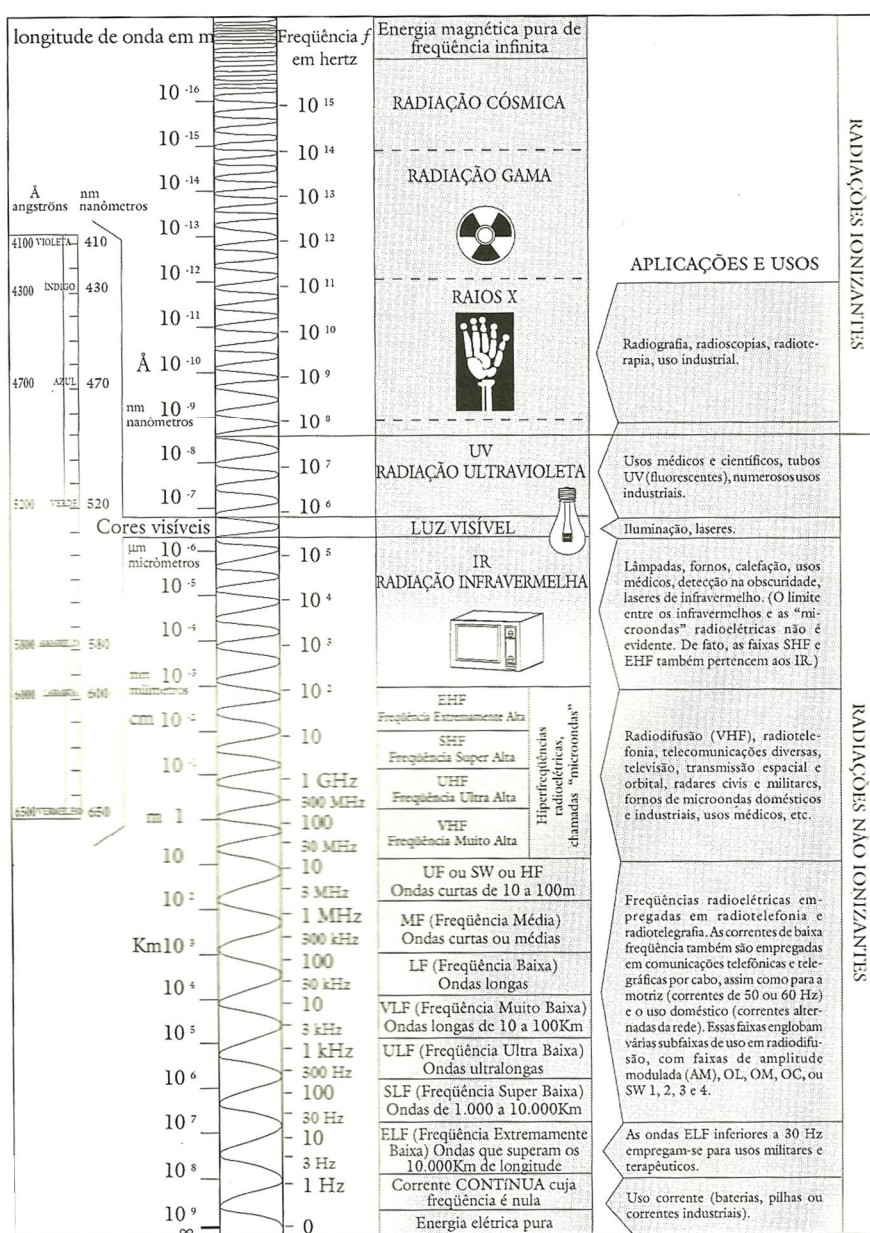 longitude de onda em m
Freqüência f
em hertz
Energia magnética pura de
freqüência infinita
10 -16
10 -15
10 -14
10 -13
10 -12
10 -11
Å 10 -10
nm 10 -9
nanómetros
10 -8
10 -7
Cores visíveis
µm 10 -6
micrómetros
10 -5
10 -4
mm 10 -3
milímetros
cm 10 -2
10
m 1
10
10 2
Km10 3
10 4
10 5
10 6
10 7
10 8
10 9
∞
Å
angströns
nm
nanômetros
4100 VIOLETA 410
4300 ÍNDIGO 430
4700 AZUL 470
5200 VERDE 520
5800 580
6000 600
6500 VERMELHO 650
10 15
10 14
10 13
10 12
10 11
10 10
10 9
10 8
10 7
10 6
10 5
10 4
10 3
10 2
10
1 GHz
300 MHz
100
30 MHz
10
3 MHz
1 MHz
300 kHz
100
30 kHz
10
3 kHz
1 kHz
300 Hz
100
30 Hz
10
3 Hz
1 Hz
0
RADIAÇÃO CÓSMICA
RADIAÇÃO GAMA
RAIOS X
UV
RADIAÇÃO ULTRAVIOLETA
LUZ VISÍVEL
IR
RADIAÇÃO INFRAVERMELHA
EHF
Freqüência Extremamente Alta
SHF
Freqüência Super Alta
UHF
Freqüência Ultra Alta
VHF
Freqüência Muito Alta
Hiperfreqüências
radioelétricas,
chamadas “microondas”
UF ou SW ou HF
Ondas curtas de 10 a 100m
MF (Freqüência Média)
Ondas curtas ou médias
LF (Freqüência Baixa)
Ondas longas
VLF (Freqüência Muito Baixa)
Ondas longas de 10 a 100Km
ULF (Freqüência Ultra Baixa)
Ondas ultralongas
SLF (Freqüência Super Baixa)
Ondas de 1.000 a 10.000Km
ELF (Freqüência Extremamente
Baixa) Ondas que superam os
10.000Km de longitude
Corrente CONTíNUA cuja
freqüência é nula
Energia elétrica pura
APLICAÇÕES E USOS
Radiografia, radioscopias, radiote-
rapia, uso industrial.
Usos médicos e científicos, tubos
UV (fluorescentes), numerosos usos
industriais.
Iluminação, laseres.
Lâmpadas, fornos, calefação, usos
médicos, detecção na obscuridade,
laseres de infravermelho. (O limite
entre os infravermelhos e as “mi-
croondas” radioelétricas não é
evidente. De fato, as faixas SHF e
EHF também pertencem aos IR.)
Radiodifusão (VHF), radiotele-
fonia, telecomunicações diversas,
televisão, transmissão espacial e
orbital, radares civis e militares,
fornos de microondas domésticos
e industriais, usos médicos, etc.
Freqüências radioelétricas em-
pregadas em radiotelefonia e
radiotelegrafia. As correntes de baixa
freqüência também são empregadas
em comunicações telefônicas e tele-
gráficas por cabo, assim como para a
motriz (correntes de 50 ou 60 Hz)
e o uso doméstico (correntes alter-
nadas da rede). Essas faixas englobam
várias subfaixas de uso em radiodifu-
são, com faixas de amplitude
modulada (AM), OL, OM, OC, ou
SW 1, 2, 3 e 4.
As ondas ELF inferiores a 30 Hz
empregam-se para usos militares e
terapêuticos.
Uso corrente (baterias, pilhas ou
correntes industriais).
RADIAÇÕES IONIZANTES
RADIAÇÕES NÃO IONIZANTES